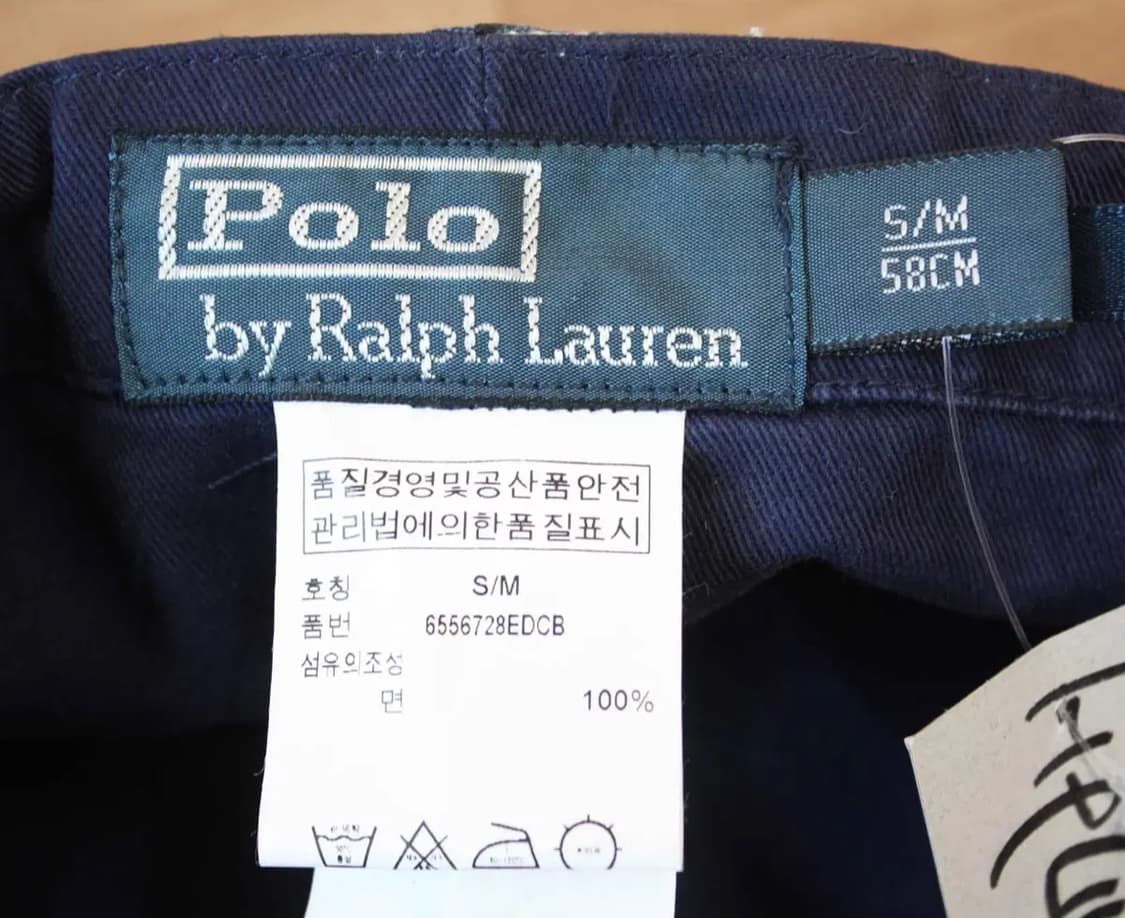 Polo
by Ralph Lauren
S/M
58CM
품질경영및공산품안전
관리법에의한품질표시
호칭 S/M
품번 6556728EDCB
섬유의조성
면 100%